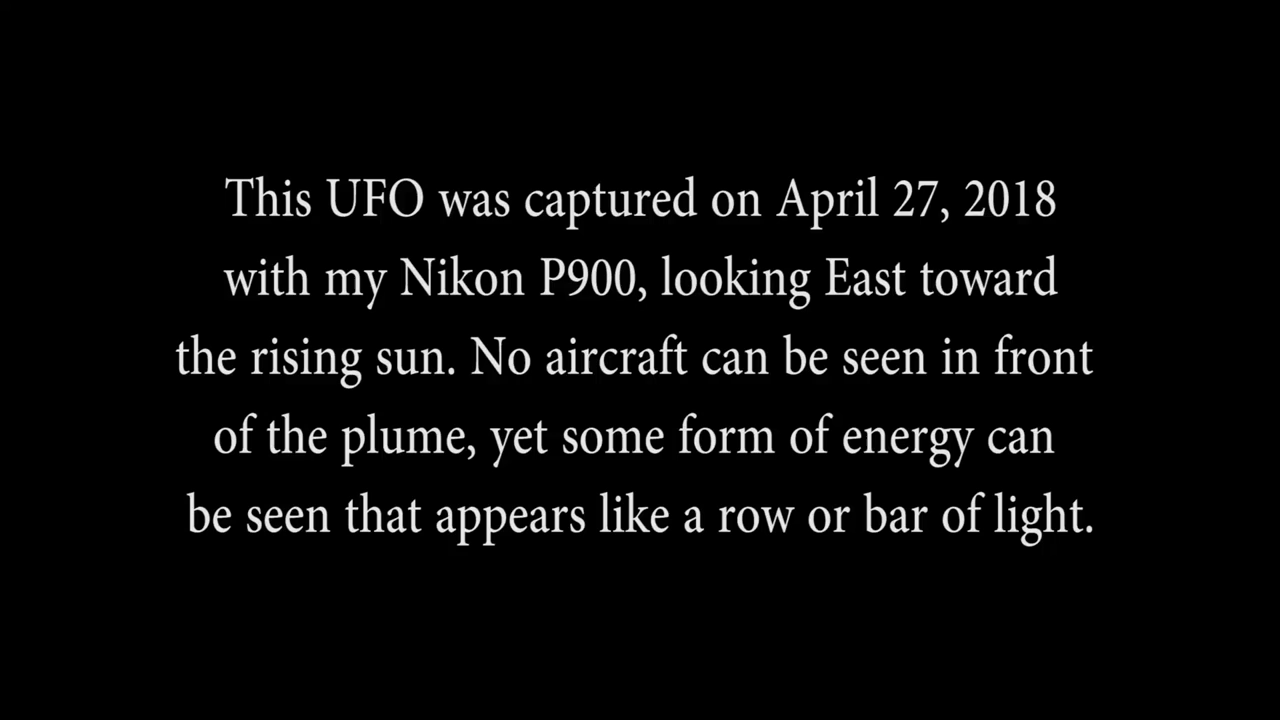 This UFO was captured on April 27, 2018
with my Nikon P900, looking East toward
the rising sun. No aircraft can be seen in front
of the plume, yet some form of energy can
be seen that appears like a row or bar of light.